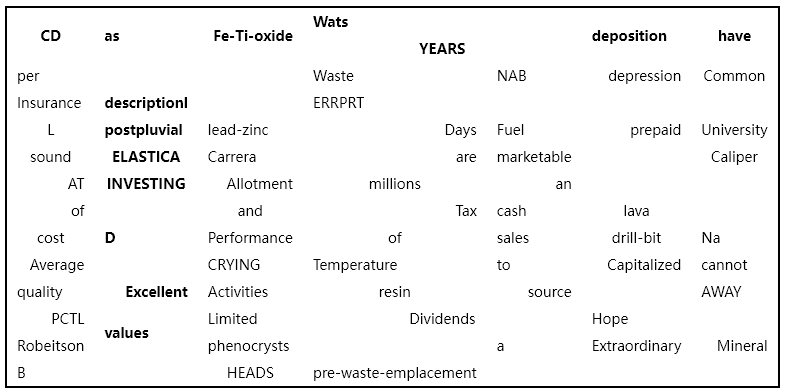 CD as Fe-Ti-oxide Wats YEARS deposition have
per Waste NAB depression Common
Insurance descriptionl ERRPRT
L postpluvial lead-zinc Days Fuel prepaid University
sound ELASTICA Carrera are marketable Caliper
AT INVESTING Allotment millions an
of and Tax cash lava
cost D Performance of sales drill-bit Na
Average CRYING Temperature to Capitalized cannot
quality Excellent Activities resin source AWAY
PCTL values Limited Dividends Hope
Robeitson phenocrysts a Extraordinary Mineral
B HEADS pre-waste-emplacement